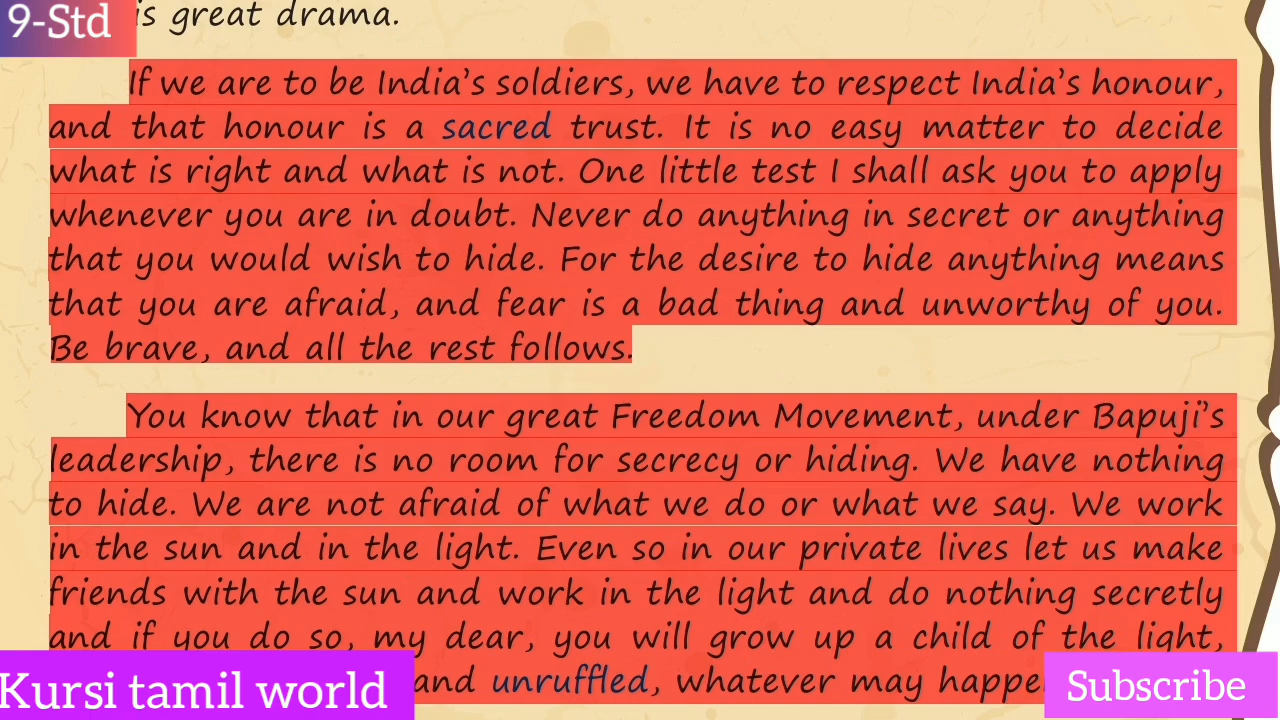 9-Std
is great drama.
If we are to be India's soldiers, we have to respect India's honour,
and that honour is a sacred trust. It is no easy matter to decide
what is right and what is not. One little test I shall ask you to apply
whenever you are in doubt. Never do anything in secret or anything
that you would wish to hide. For the desire to hide anything means
that you are afraid, and fear is a bad thing and unworthy of you.
Be brave, and all the rest follows.
You know that in our great Freedom Movement, under Bapuji's
leadership, there is no room for secrecy or hiding. We have nothing
to hide. We are not afraid of what we do or what we say. We work
in the sun and in the light. Even so in our private lives let us make
friends with the sun and work in the light and do nothing secretly
and if you do so, my dear, you will grow up a child of the light,
and unruffled, whatever may
Kursi tamil world
Subscribe